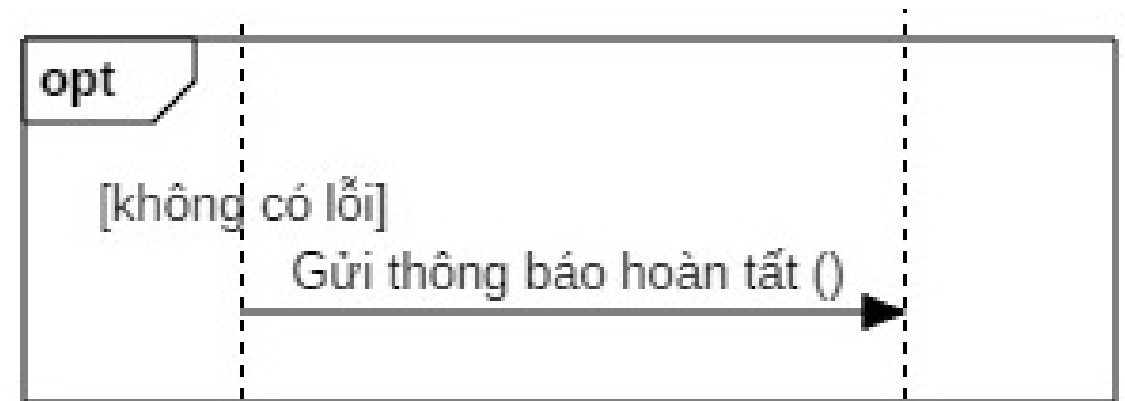 opt
[không có lỗi]
Gửi thông báo hoàn tất ()